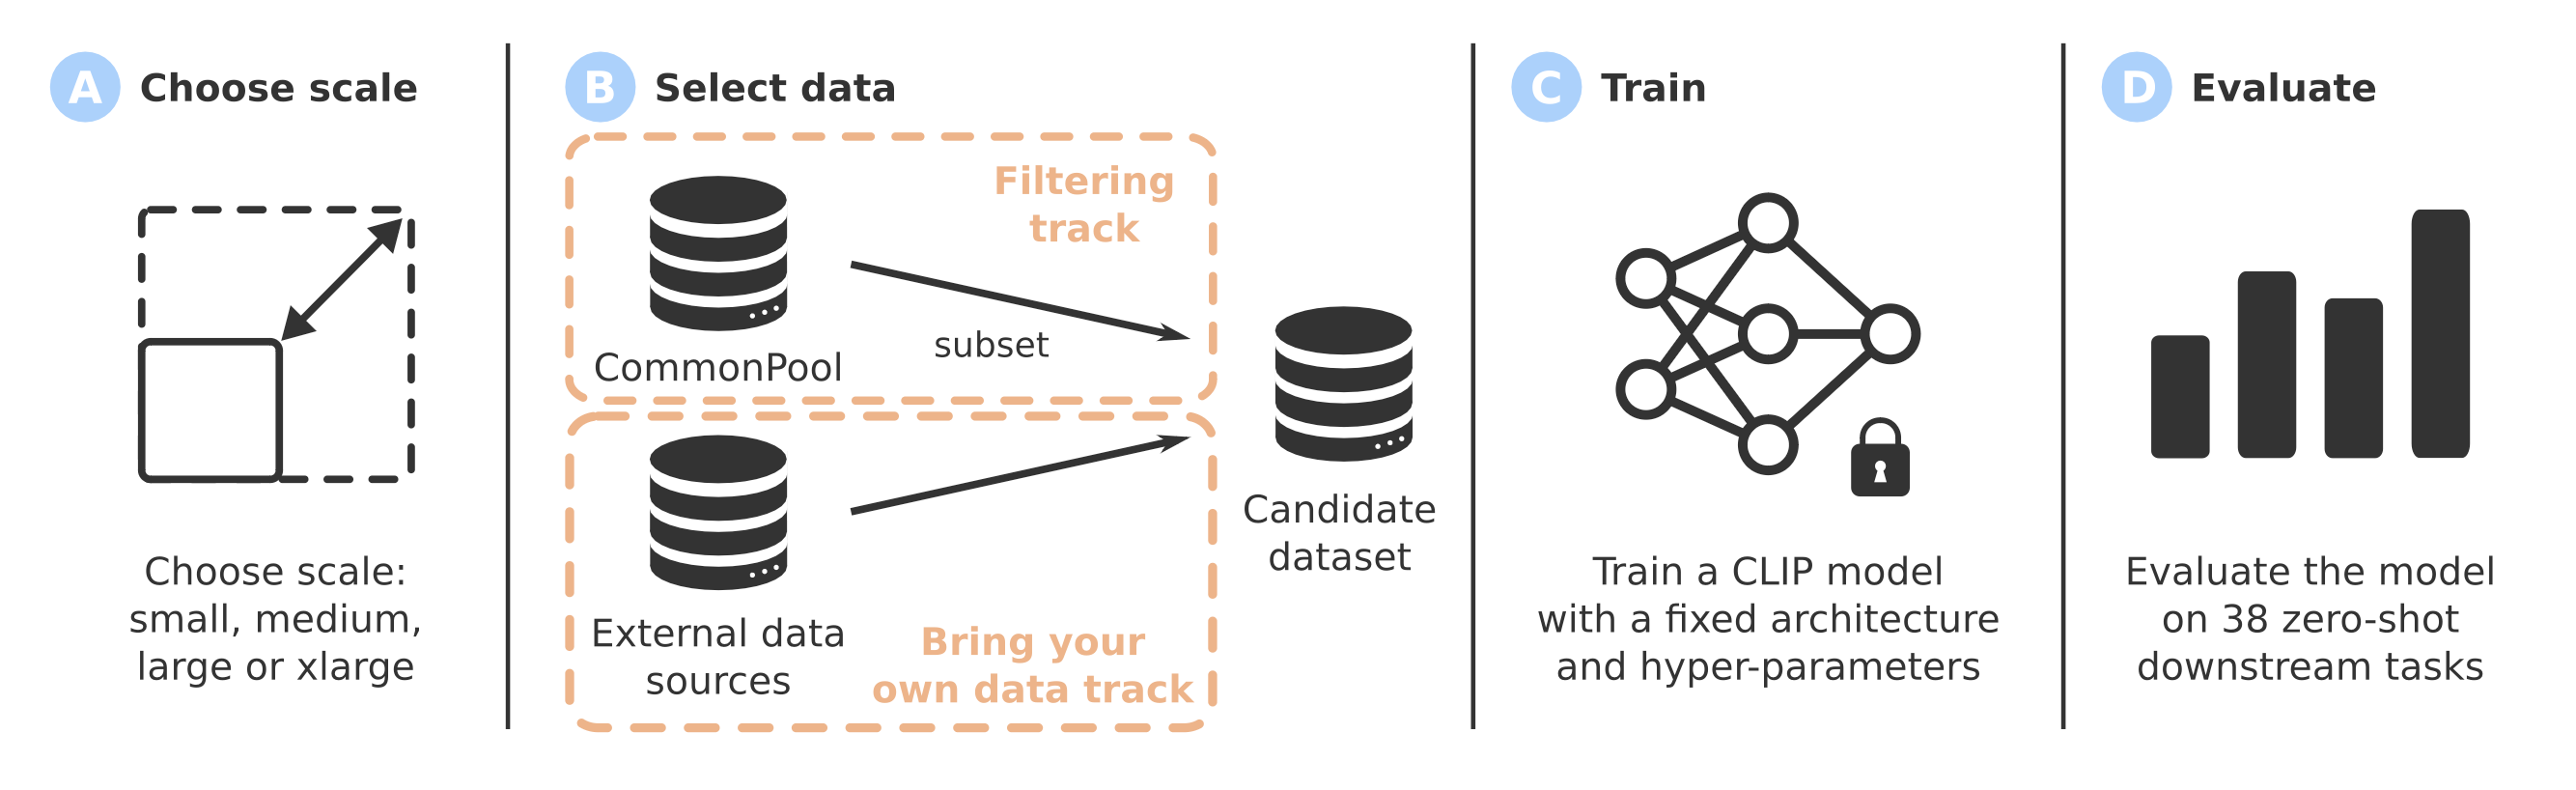 A Choose scale
Choose scale:
small, medium,
large or xlarge
B Select data
Filtering
track
CommonPool
subset
External data
sources
Bring your
own data track
Candidate
dataset
C Train
Train a CLIP model
with a fixed architecture
and hyper-parameters
D Evaluate
Evaluate the model
on 38 zero-shot
downstream tasks